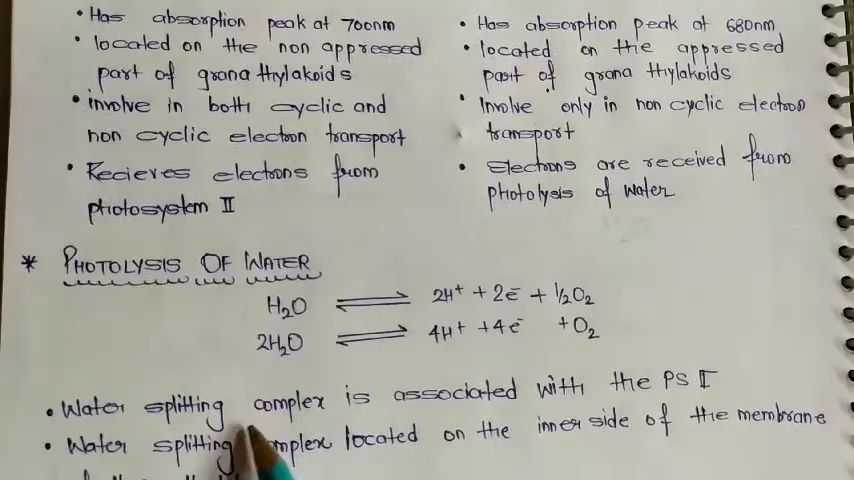 • Has absorption peak at 700nm
• located on the non appressed
part of grana thylakoids
• involve in both cyclic and
non cyclic electron transport
• Recieves electrons from
photosystem II
• Has absorption peak at 680nm
• located on the appressed
part of grana thylakoids
• Involve only in non cyclic electron
transport
• Electrons are received from
photolysis of water
* PHOTOLYSIS OF WATER
H₂O ⇌ 2H⁺ + 2e⁻ + ½O₂
2H₂O ⇌ 4H⁺ + 4e⁻ + O₂
• Water splitting complex is associated with the PS I
• Water splitting complex located on the inner side of the membrane